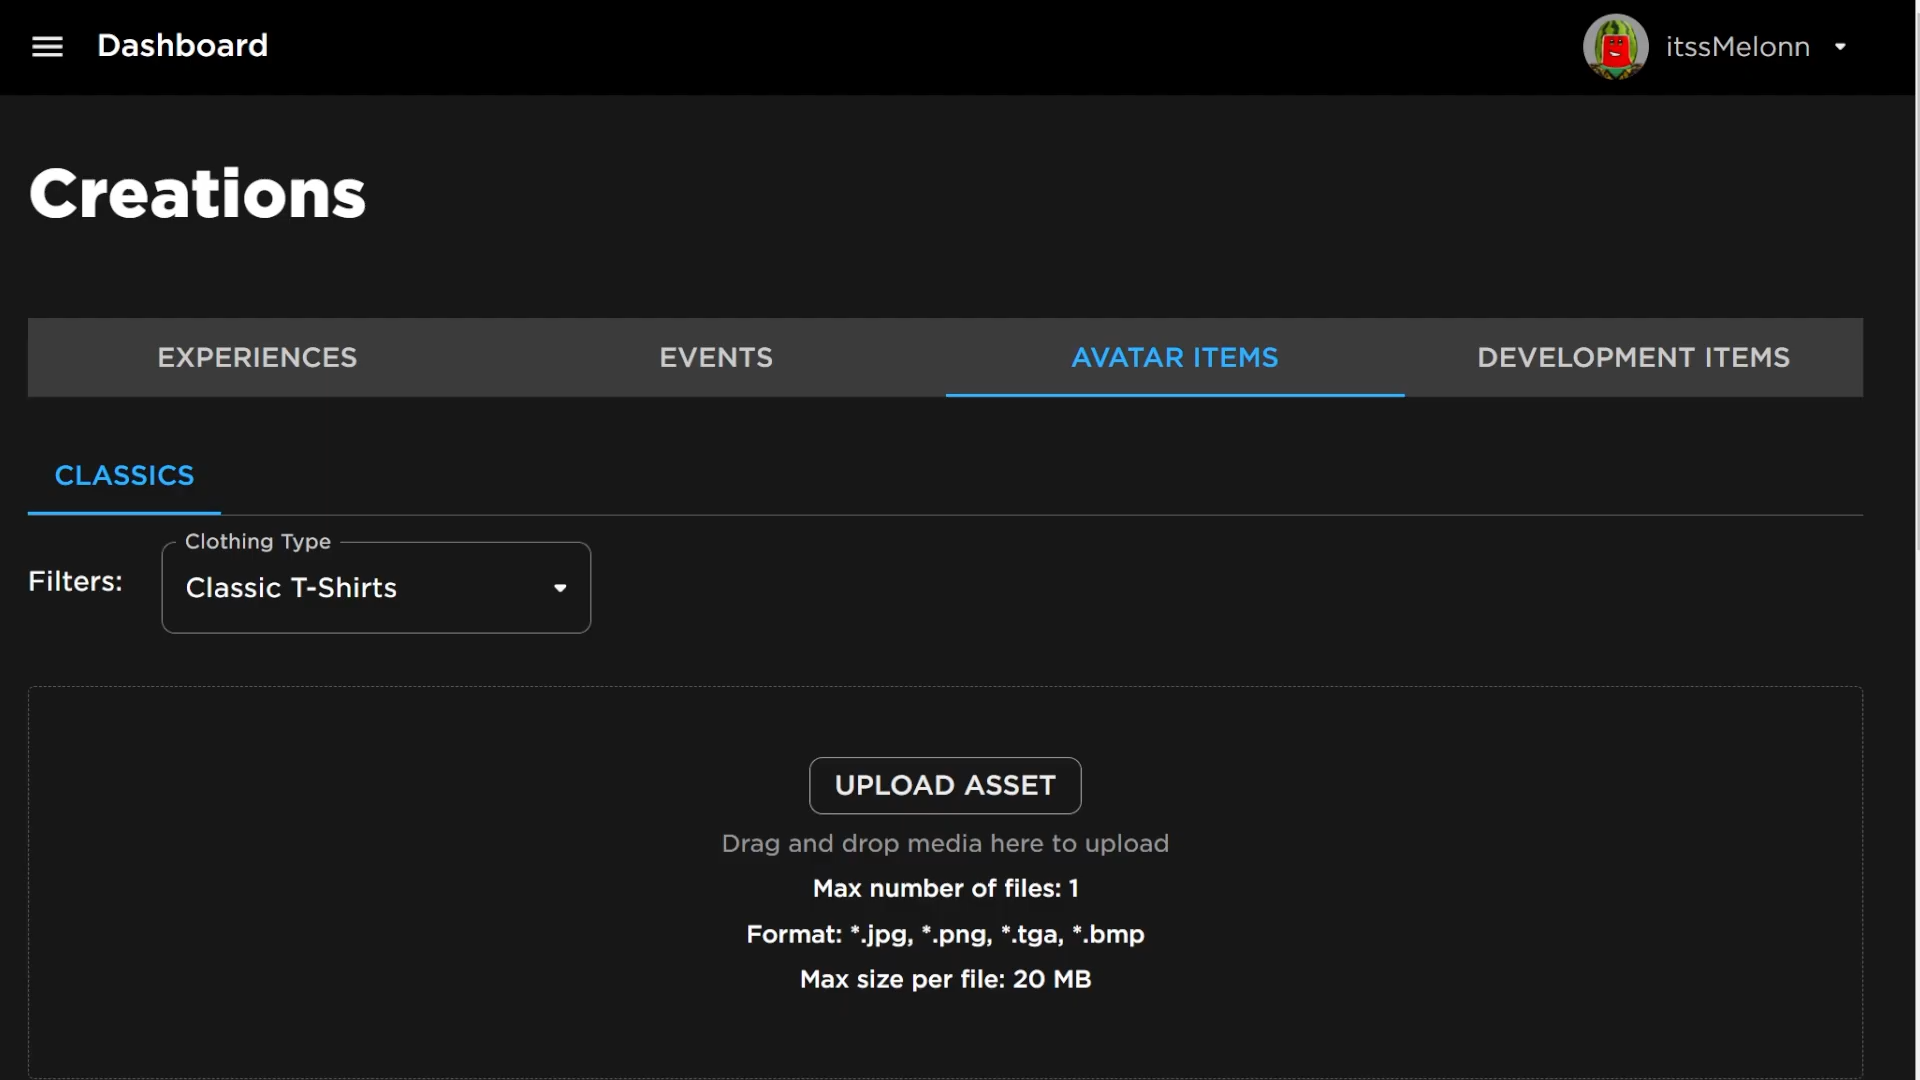 Dashboard
itssMelonn
Creations
EXPERIENCES
EVENTS
AVATAR ITEMS
DEVELOPMENT ITEMS
CLASSICS
Clothing Type
Filters:
Classic T-Shirts
UPLOAD ASSET
Drag and drop media here to upload
Max number of files: 1
Format: *.jpg, *.png, *.tga, *.bmp
Max size per file: 20 MB